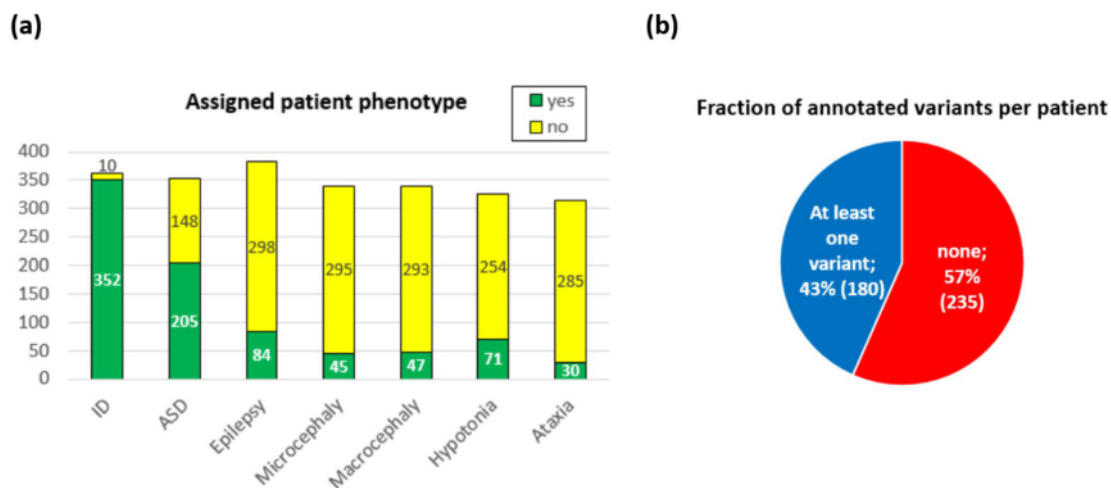 (a)
Assigned patient phenotype
yes
no
400
350
300
250
200
150
100
50
0
10
352
148
205
298
84
295
45
293
47
254
71
285
30
ID
ASD
Epilepsy
Microcephaly
Macrocephaly
Hypotonia
Ataxia
(b)
Fraction of annotated variants per patient
At least
one
variant;
43% (180)
none;
57%
(235)